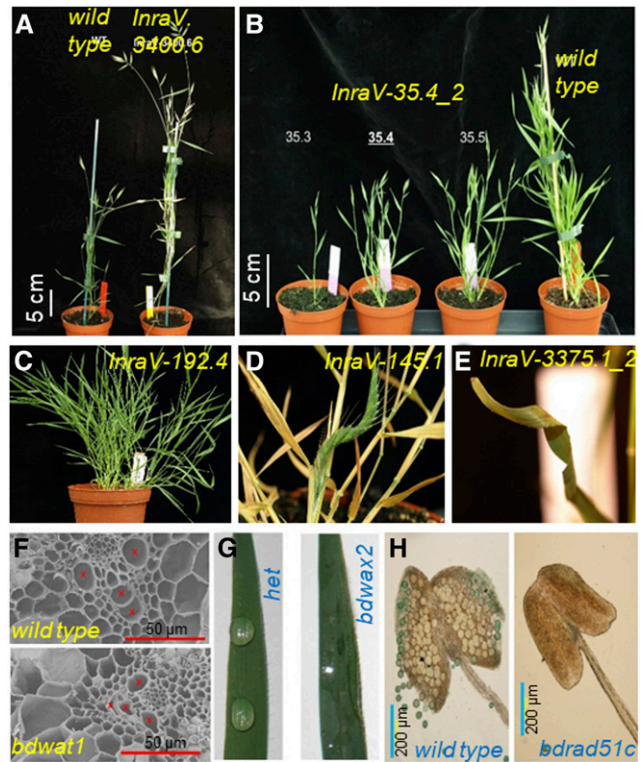 A
wild type
InraV.
3400.6
WT
5 cm
B
InraV-35.4_2
wild type
35.3
35.4
35.5
5 cm
C
InraV-192.4
D
InraV-145.1
E
InraV-3375.1_2
F
wild type
50 µm
bdwat1
50 µm
G
het
bdwax2
H
200 µm
wild type
200 µm
bdrad51c